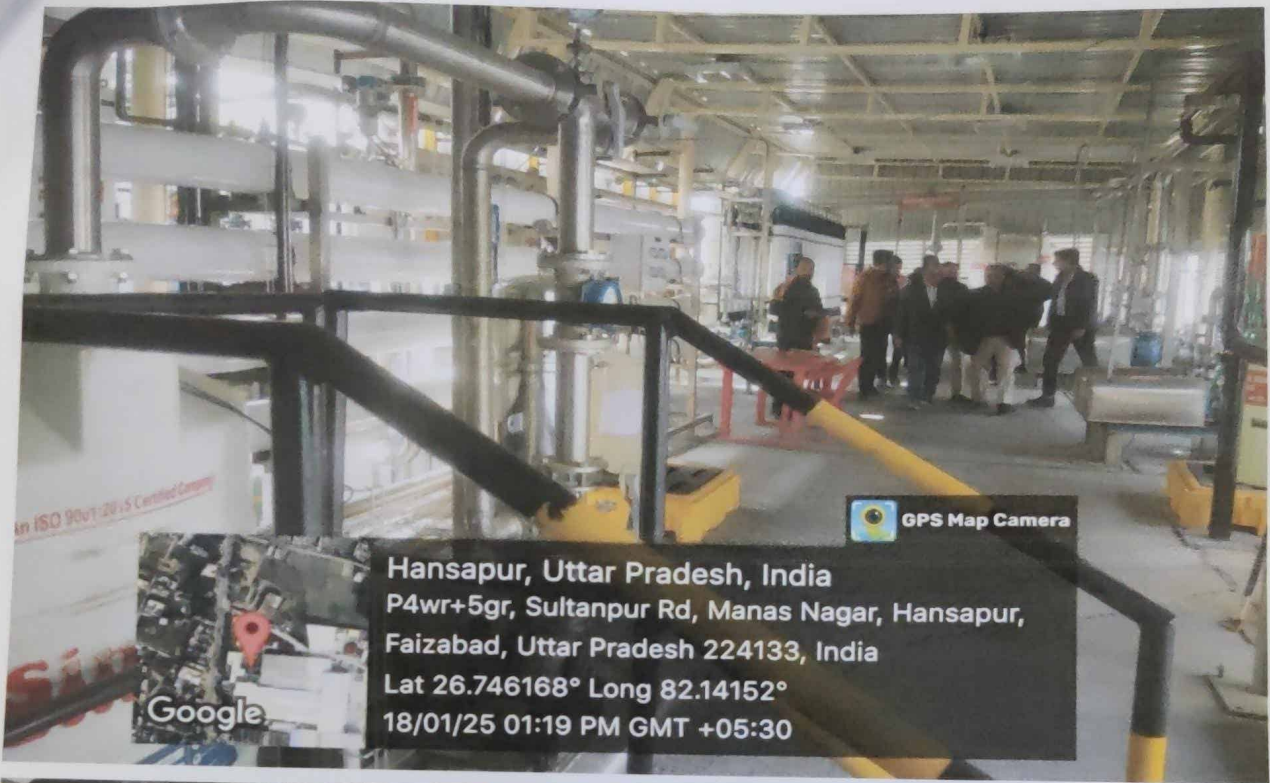 An ISO 9001:2015 Certified Company
GPS Map Camera
Hansapur, Uttar Pradesh, India
P4wr+5gr, Sultanpur Rd, Manas Nagar, Hansapur,
Faizabad, Uttar Pradesh 224133, India
Lat 26.746168° Long 82.14152°
18/01/25 01:19 PM GMT +05:30
Google